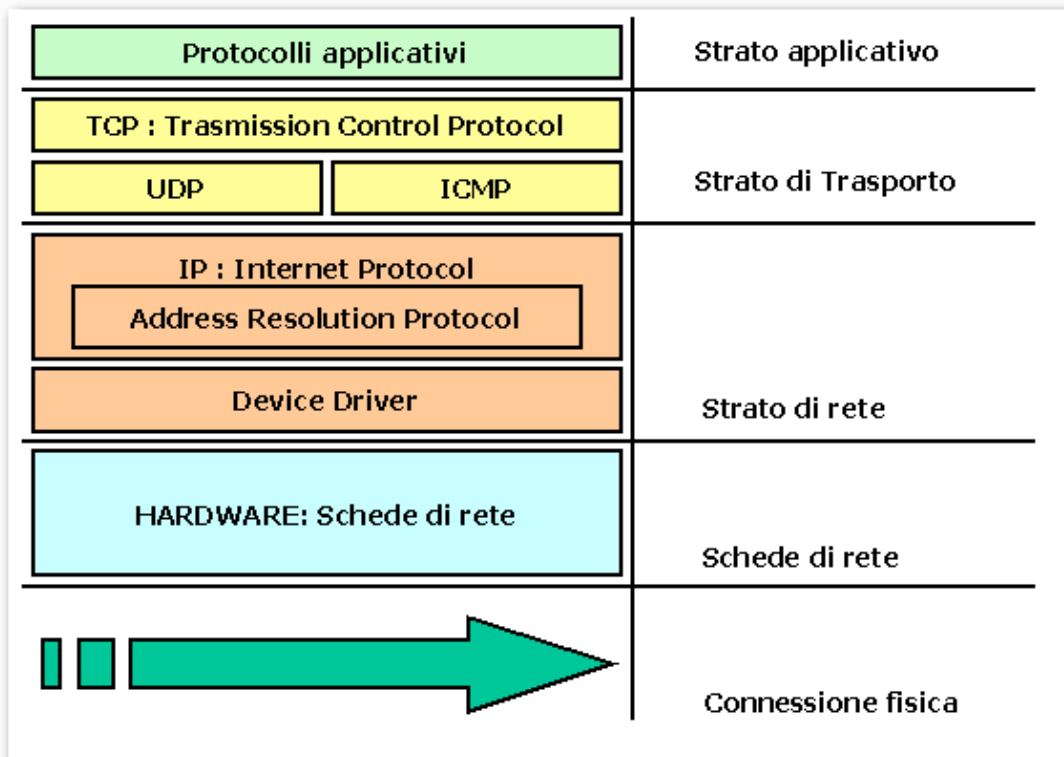 Protocolli applicativi
Strato applicativo
TCP : Trasmission Control Protocol
UDP
ICMP
Strato di Trasporto
IP : Internet Protocol
Address Resolution Protocol
Device Driver
Strato di rete
HARDWARE: Schede di rete
Schede di rete
Connessione fisica